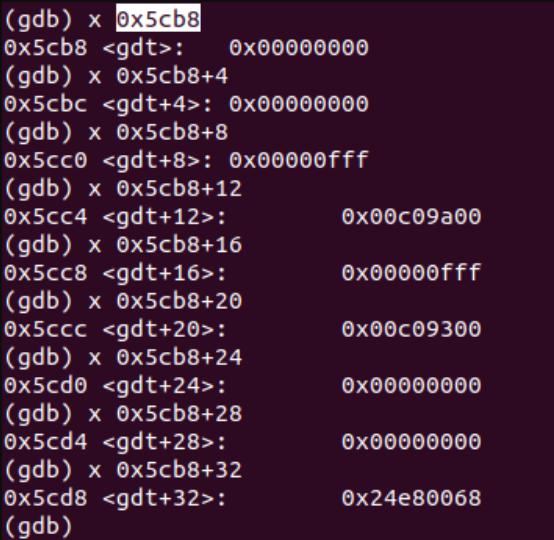 (gdb) x 0x5cb8
0x5cb8 <gdt>:   0x00000000
(gdb) x 0x5cb8+4
0x5cbc <gdt+4>: 0x00000000
(gdb) x 0x5cb8+8
0x5cc0 <gdt+8>: 0x00000fff
(gdb) x 0x5cb8+12
0x5cc4 <gdt+12>:        0x00c09a00
(gdb) x 0x5cb8+16
0x5cc8 <gdt+16>:        0x00000fff
(gdb) x 0x5cb8+20
0x5ccc <gdt+20>:        0x00c09300
(gdb) x 0x5cb8+24
0x5cd0 <gdt+24>:        0x00000000
(gdb) x 0x5cb8+28
0x5cd4 <gdt+28>:        0x00000000
(gdb) x 0x5cb8+32
0x5cd8 <gdt+32>:        0x24e80068
(gdb)